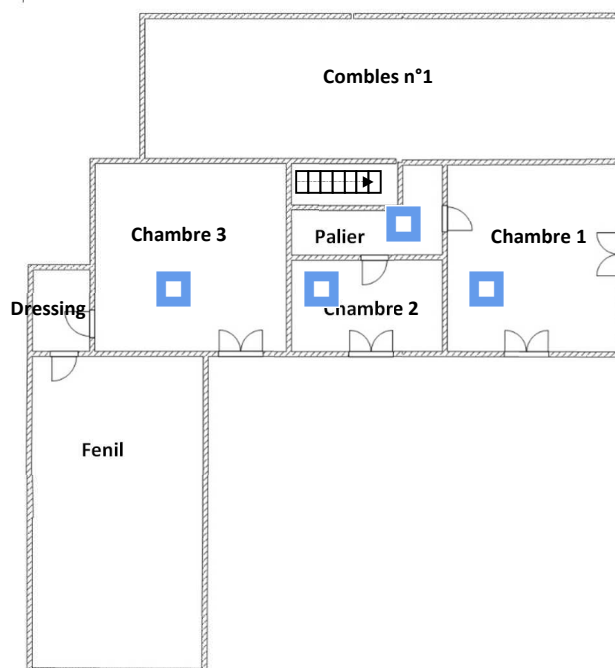 Combles n°1
Chambre 3
Palier
Chambre 1
Dressing
Chambre 2
Fenil